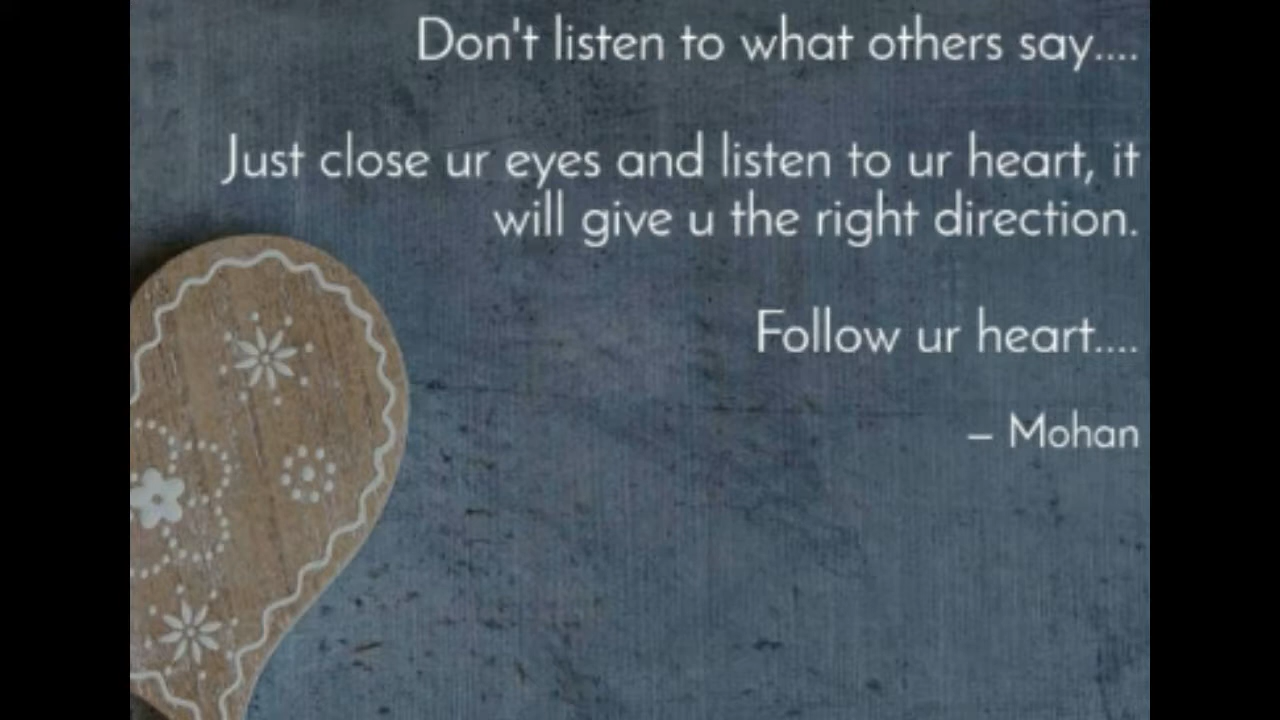 Don't listen to what others say....
Just close ur eyes and listen to ur heart, it
will give u the right direction.
Follow ur heart....
– Mohan